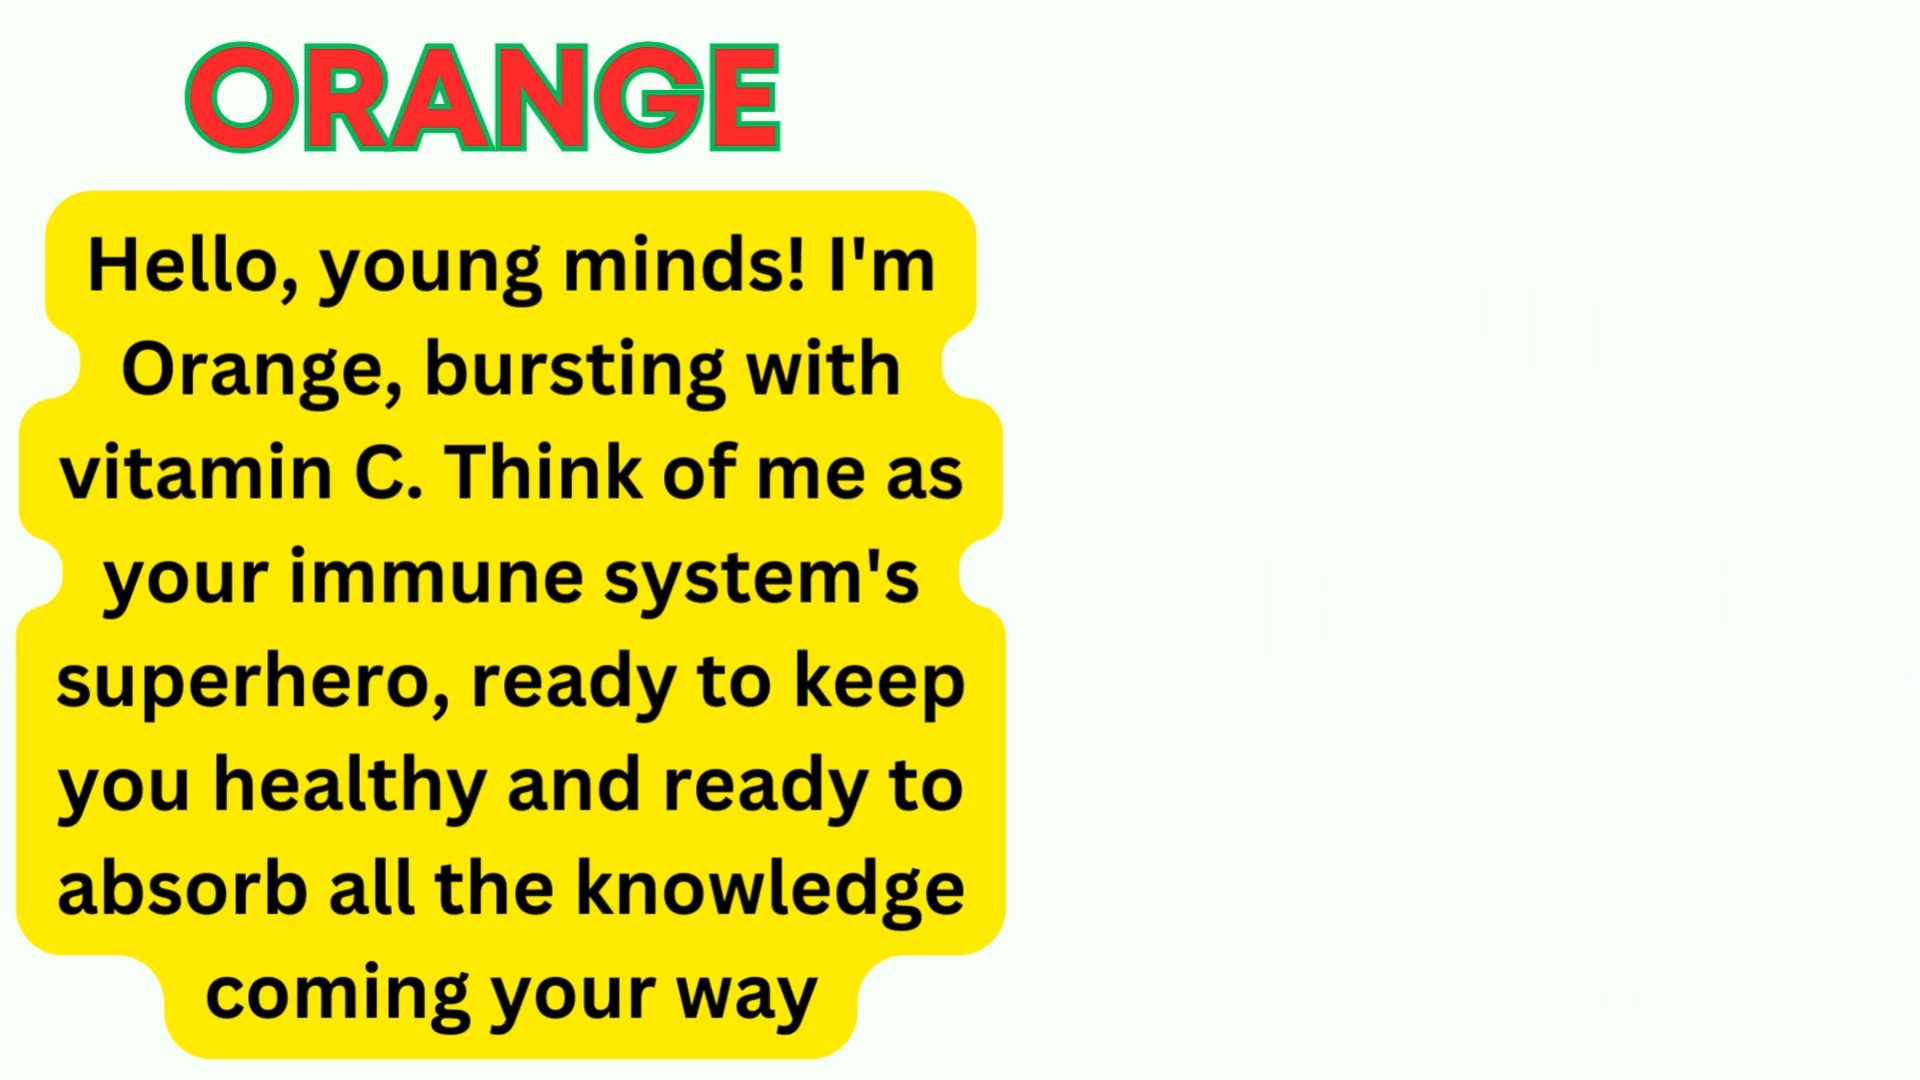 ORANGE
Hello, young minds! I'm
Orange, bursting with
vitamin C. Think of me as
your immune system's
superhero, ready to keep
you healthy and ready to
absorb all the knowledge
coming your way